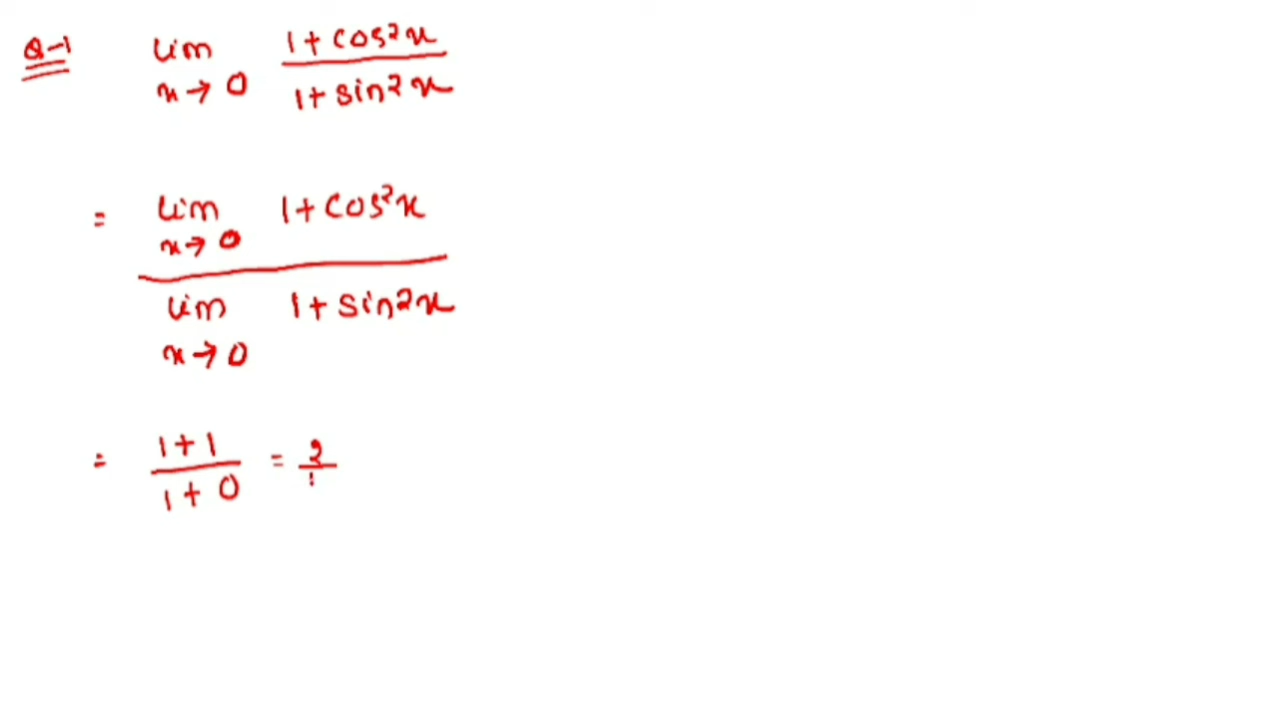 Q-1 lim x→0 (1 + cos²x)/(1 + sin²x)
= (lim x→0 1 + cos²x)/(lim x→0 1 + sin²x)
= (1 + 1)/(1 + 0) = 2/1